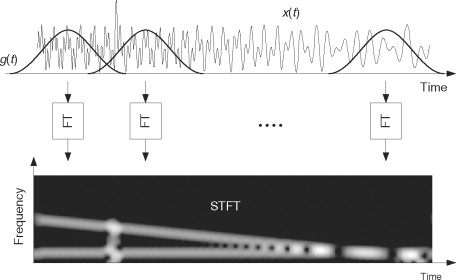 x(t)
g(t)
Time
FT
FT
....
FT
Frequency
STFT
Time